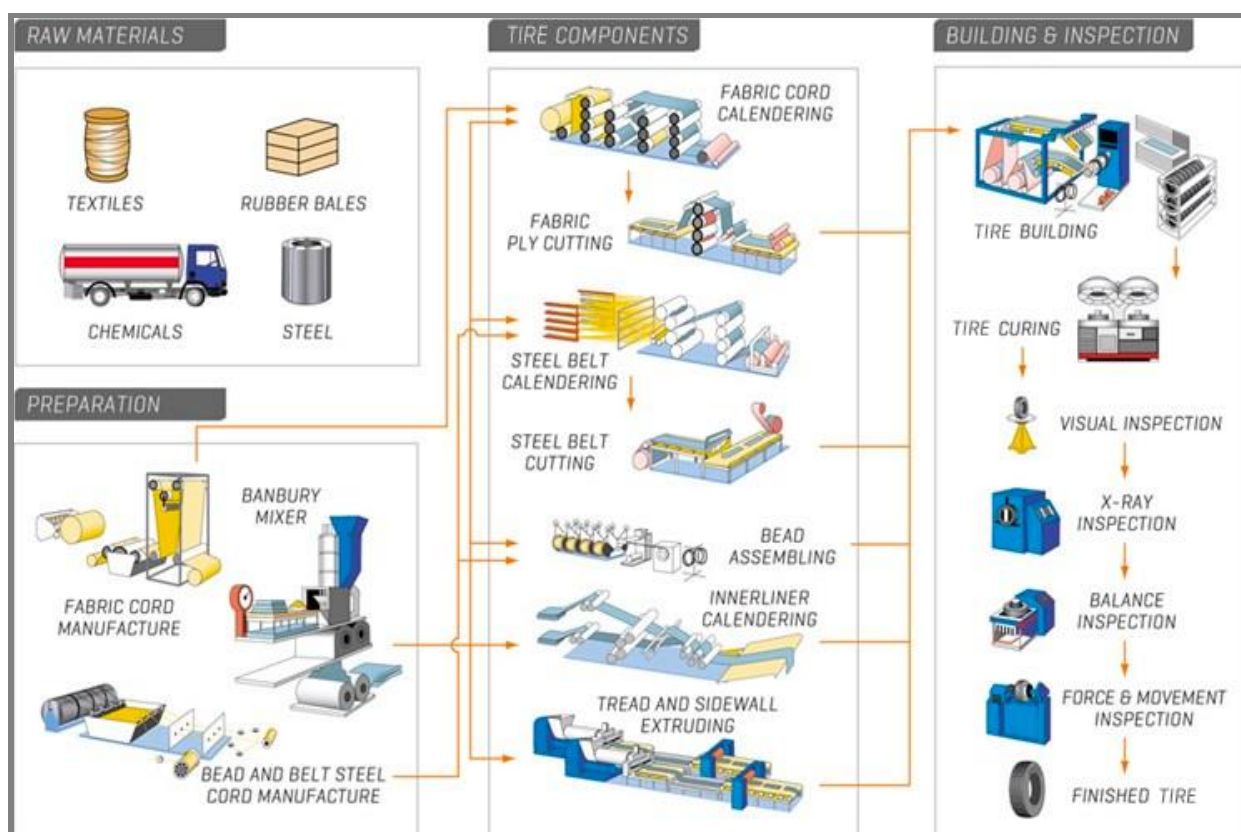 RAW MATERIALS
TEXTILES
RUBBER BALES
CHEMICALS
STEEL
PREPARATION
BANBURY
MIXER
FABRIC CORD
MANUFACTURE
BEAD AND BELT STEEL
CORD MANUFACTURE
TIRE COMPONENTS
FABRIC CORD
CALENDERING
FABRIC
PLY CUTTING
STEEL BELT
CALENDERING
STEEL BELT
CUTTING
BEAD
ASSEMBLING
INNERLINER
CALENDERING
TREAD AND SIDEWALL
EXTRUDING
BUILDING & INSPECTION
TIRE BUILDING
TIRE CURING
VISUAL INSPECTION
X-RAY
INSPECTION
BALANCE
INSPECTION
FORCE & MOVEMENT
INSPECTION
FINISHED TIRE